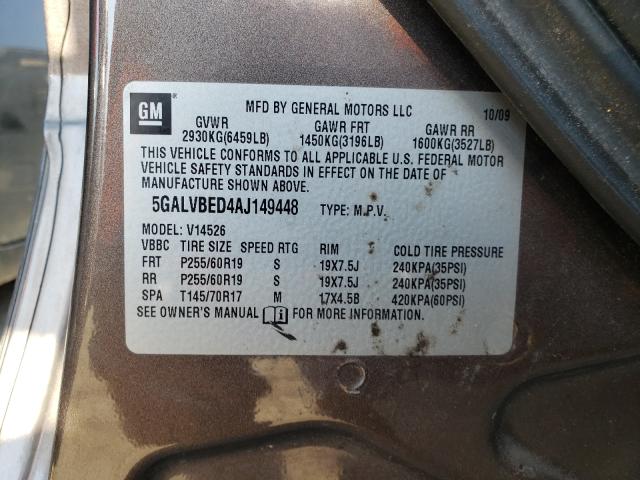 GM MFD BY GENERAL MOTORS LLC 10/09
GVWR GAWR FRT GAWR RR
2930KG(6459LB) 1450KG(3196LB) 1600KG(3527LB)
THIS VEHICLE CONFORMS TO ALL APPLICABLE U.S. FEDERAL MOTOR
VEHICLE SAFETY STANDARDS IN EFFECT ON THE DATE OF
MANUFACTURE SHOWN ABOVE.
5GALVBED4AJ149448 TYPE: M.P.V.
MODEL: V14526
VBBC TIRE SIZE SPEED RTG RIM COLD TIRE PRESSURE
FRT P255/60R19 S 19X7.5J 240KPA(35PSI)
RR P255/60R19 S 19X7.5J 240KPA(35PSI)
SPA T145/70R17 M 17X4.5B 420KPA(60PSI)
SEE OWNER'S MANUAL FOR MORE INFORMATION.